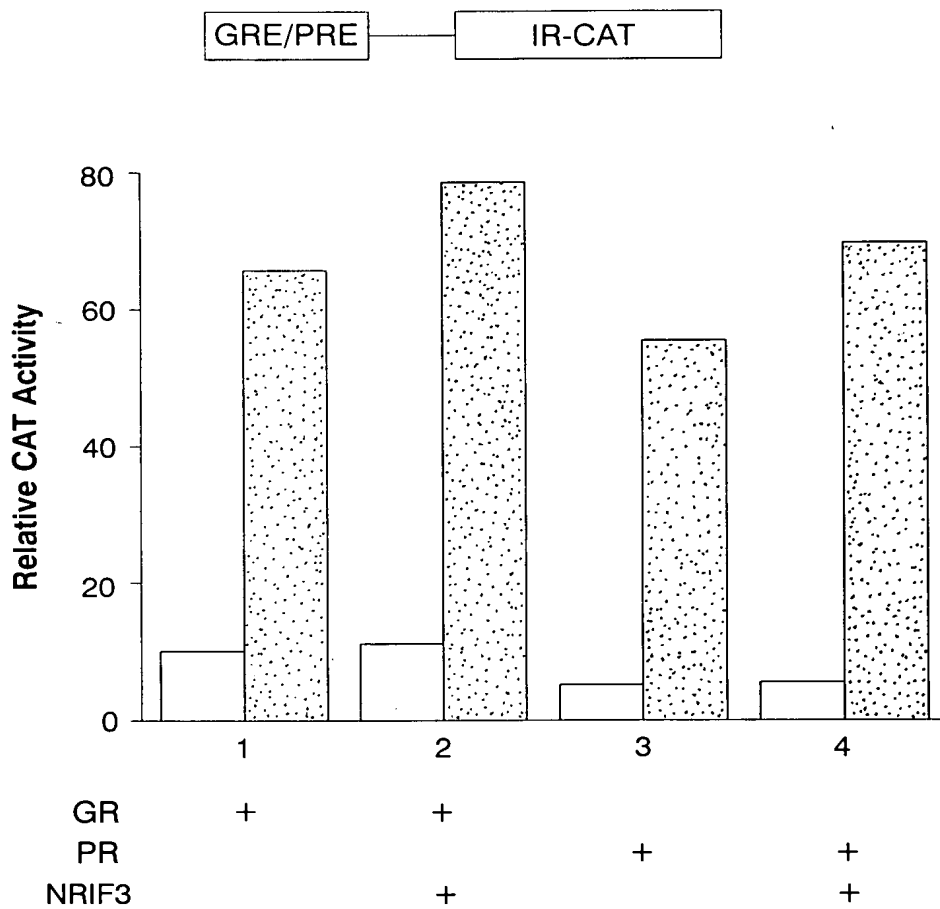 GRE/PRE IR-CAT
Relative CAT Activity
80
60
40
20
0
1 2 3 4
GR + +
PR + +
NRIF3 + +